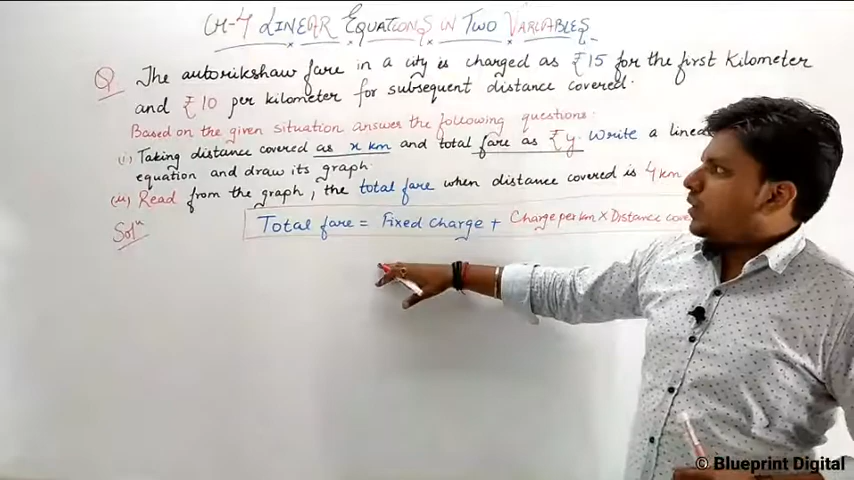 CH-4 LINEAR EQUATIONS IN TWO VARIABLES
Q The autorikshaw fare in a city is charged as ₹15 for the first Kilometer
and ₹10 per kilometer for subsequent distance covered.
Based on the given situation answer the following questions.
(i) Taking distance covered as x km and total fare as ₹y. Write a linear
equation and draw its graph.
(ii) Read from the graph, the total fare when distance covered is 4km
Solⁿ Total fare = Fixed Charge + Charge per km × Distance
© Blueprint Digital